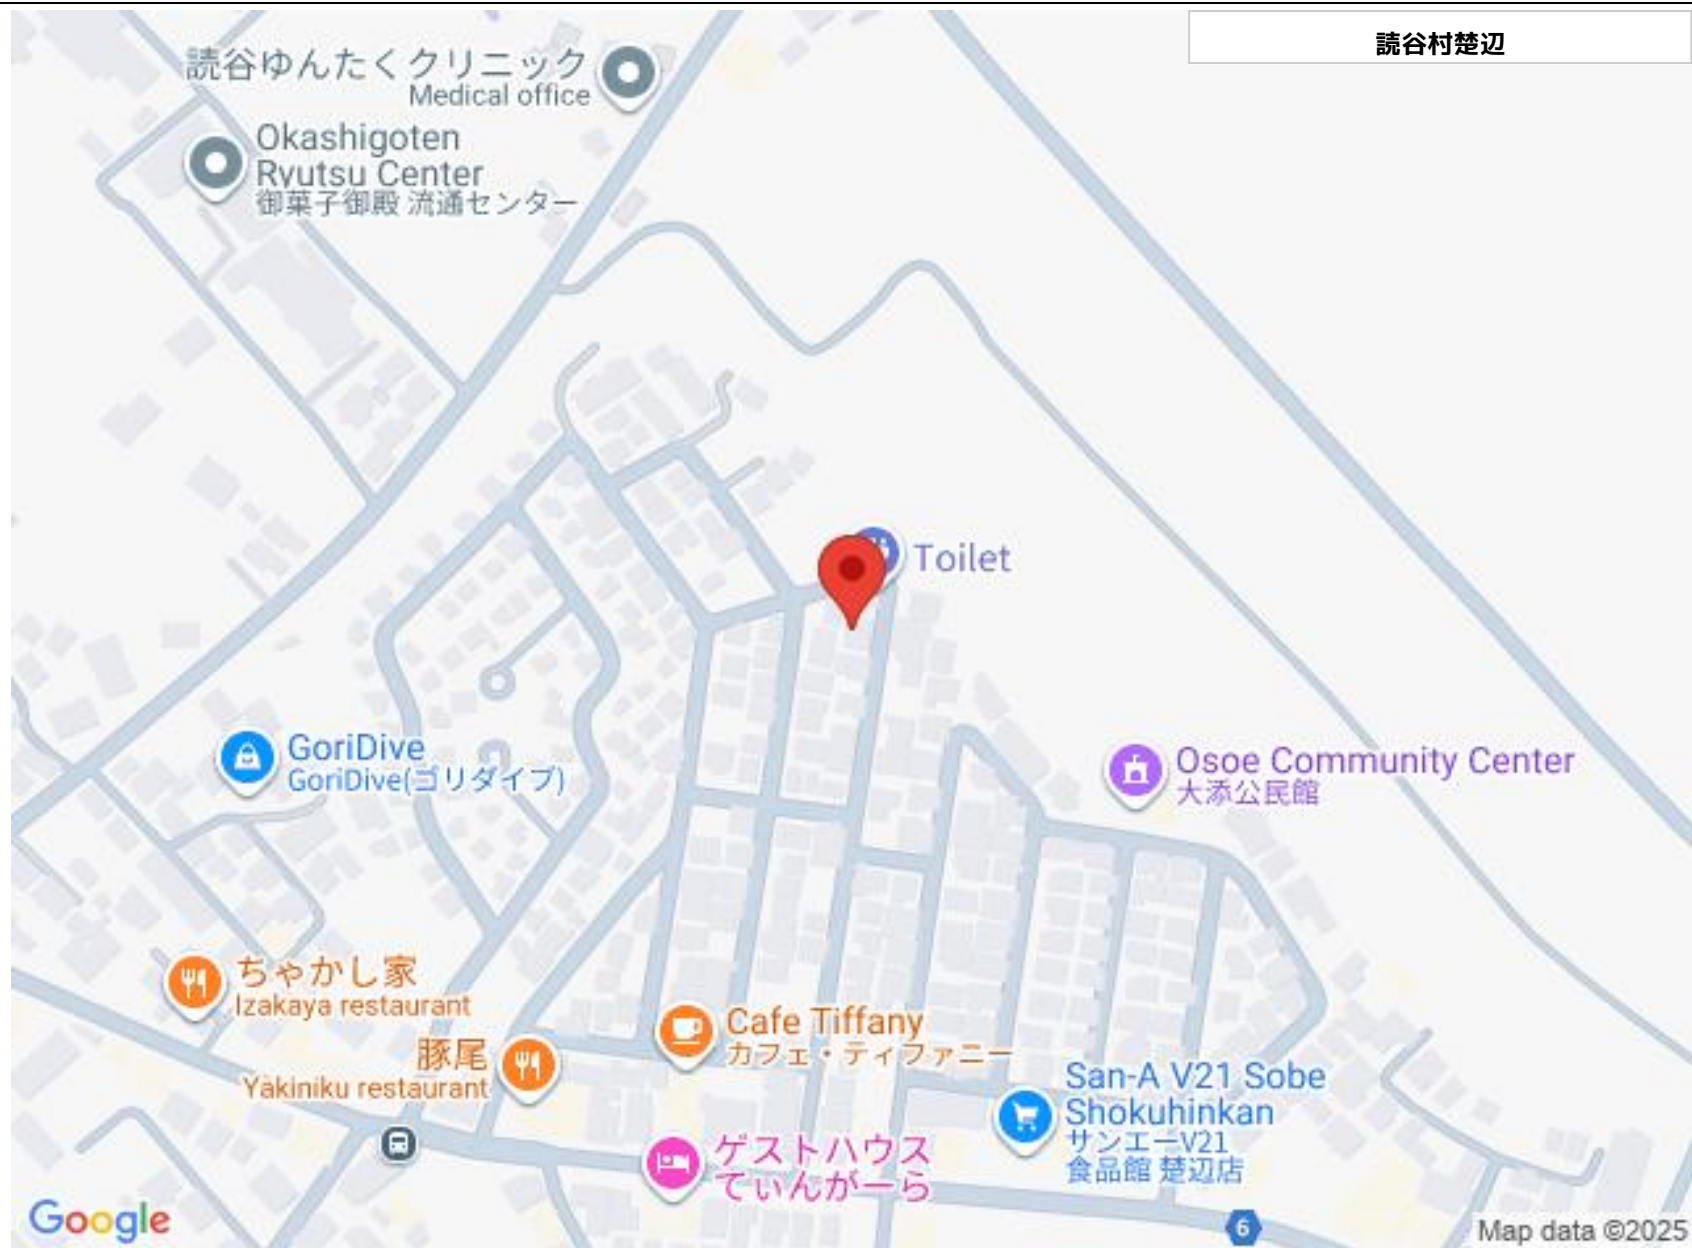 読谷村楚辺
読谷ゆんたくクリニック
Medical office
Okashigoten
Ryutsu Center
御菓子御殿 流通センター
Toilet
GoriDive
GoriDive(ゴリダイブ)
Osoe Community Center
大添公民館
ちゃかし家
Izakaya restaurant
豚尾
Yakiniku restaurant
Cafe Tiffany
カフェ・ティファニー
San-A V21 Sobe
Shokuhinkan
サンエーV21
食品館 楚辺店
ゲストハウス
てぃんがーら
6
Google
Map data ©2025